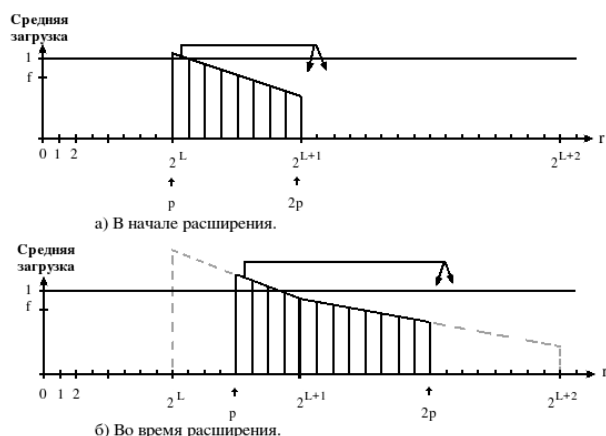 Средняя
загрузка
1
f
0 1 2 2^L 2^L+1 2^L+2 r
p 2p
а) В начале расширения.
Средняя
загрузка
1
f
0 1 2 2^L p 2^L+1 2p 2^L+2 r
б) Во время расширения.